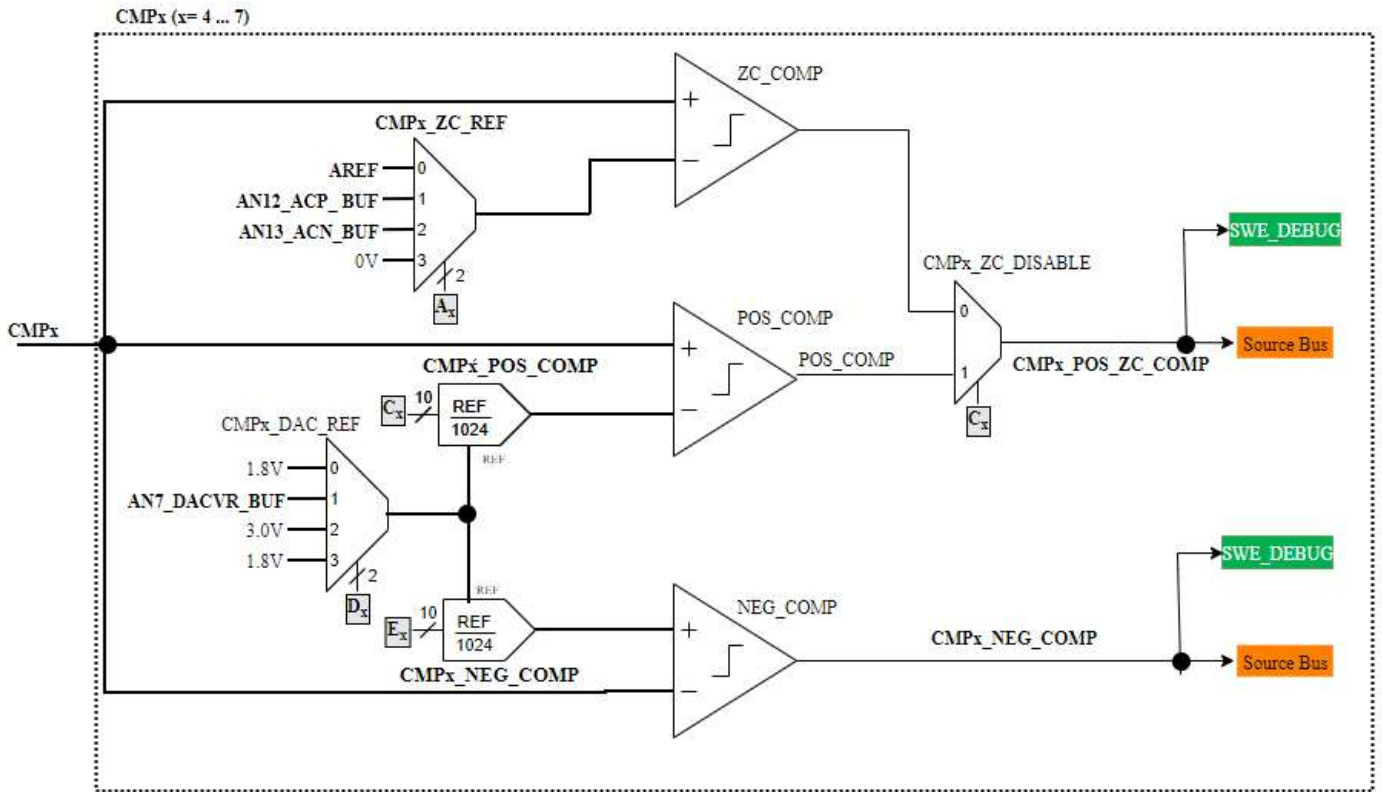 CMPx (x= 4 ... 7)
ZC_COMP
+
CMPx_ZC_REF
AREF
0
−
AN12_ACP_ BUF
1
AN13_ACN_BUF
2
SWE_DEBUG
0V
3
2
CMPx_ZC_DISABLE
Ax
0
POS_COMP
CMPx
+
POS_COMP
Source Bus
CMPx_POS_COMP
1
CMPx_POS_ZC_COMP
10
Cx
REF
1024
−
Cx
CMPx_DAC_REF
REF
1.8V
0
AN7_DACVR_BUF
1
3.0V
2
SWE_DEBUG
1.8V
3
2
REF
Dx
NEG_COMP
10
Ex
REF
1024
+
CMPx_NEG_COMP
Source Bus
CMPx_NEG_COMP
−